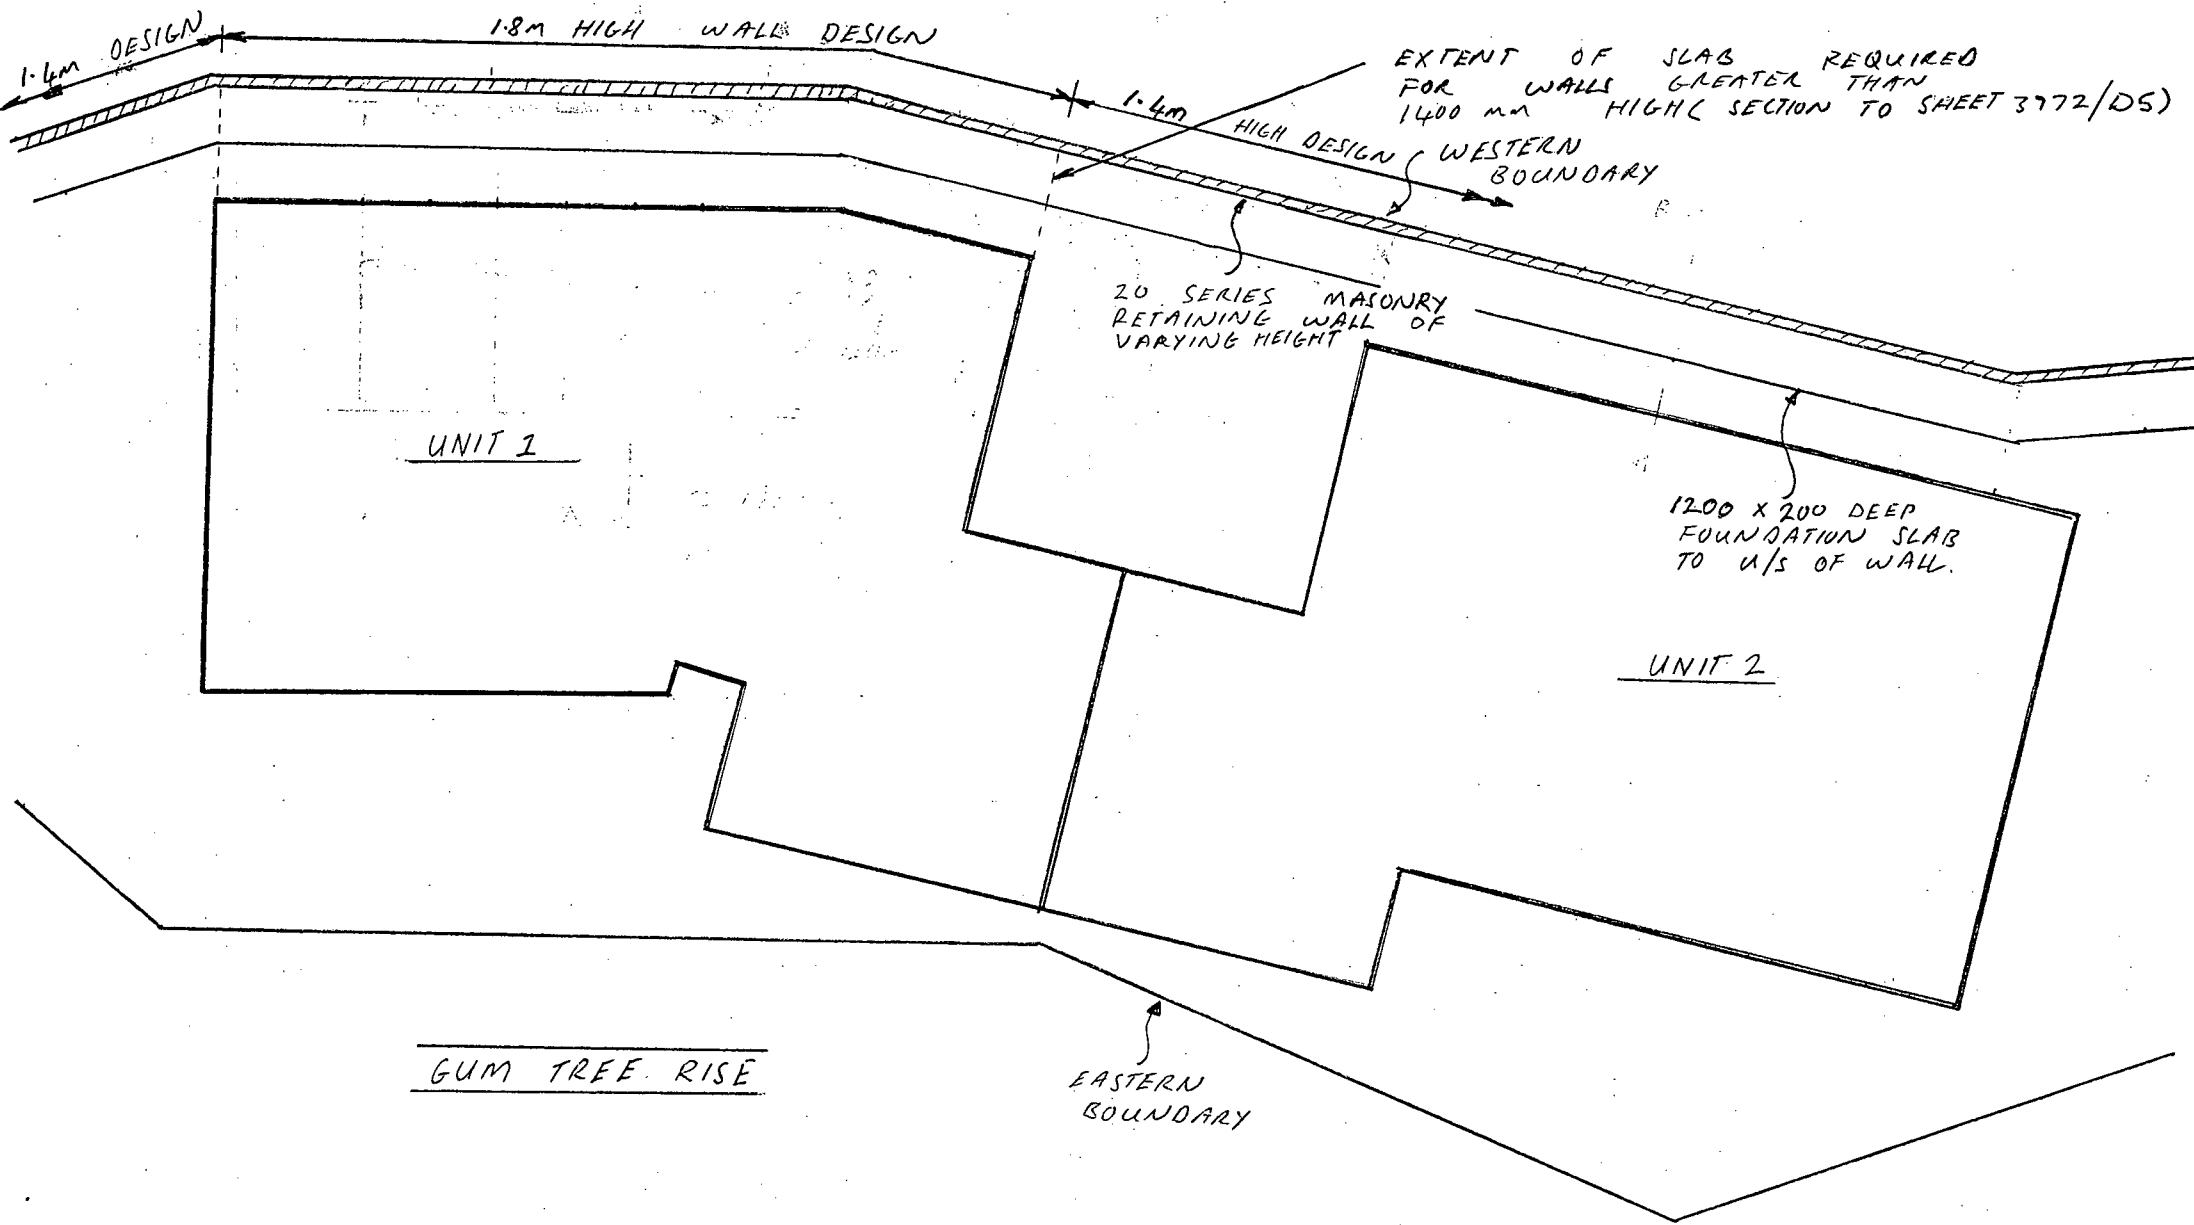 1.4m DESIGN
1.8m HIGH WALL DESIGN
EXTENT OF SLAB REQUIRED
FOR WALLS GREATER THAN
1400 mm HIGH( SECTION TO SHEET 3972/D5)
1.4m HIGH DESIGN
WESTERN
BOUNDARY
20 SERIES MASONRY
RETAINING WALL OF
VARYING HEIGHT
UNIT 1
1200 X 200 DEEP
FOUNDATION SLAB
TO U/S OF WALL.
UNIT 2
GUM TREE RISE
EASTERN
BOUNDARY